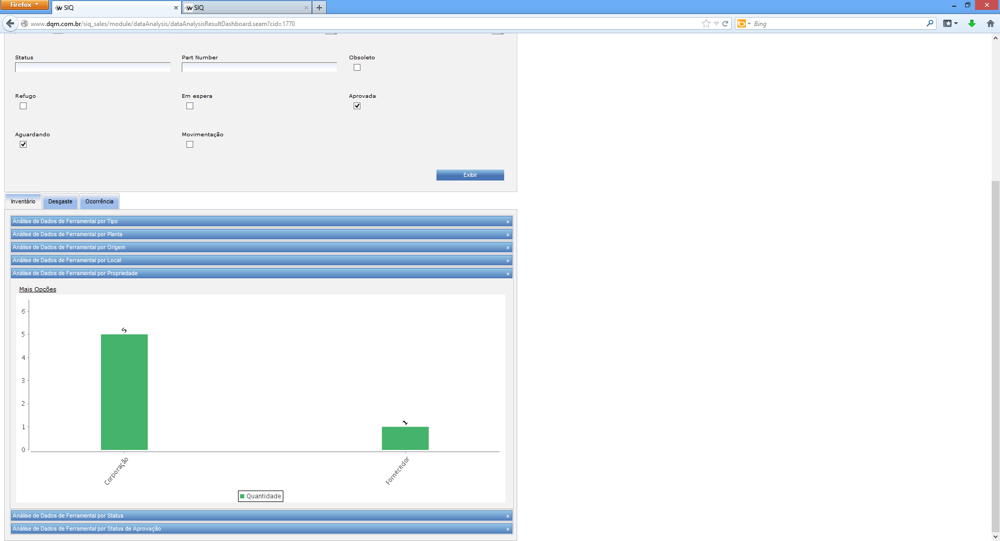 Firefox
SIQ
SIQ
www.dqm.com.br/siq_sales/module/dataAnalysis/dataAnalysisResultDashboard.seam?cid=1770
Bing
Status
Part Number
Obsoleto
Refugo
Em espera
Aprovada
Aguardando
Movimentação
Exibir
Inventário
Desgaste
Ocorrência
Análise de Dados de Ferramental por Tipo »
Análise de Dados de Ferramental por Planta »
Análise de Dados de Ferramental por Origem »
Análise de Dados de Ferramental por Local »
Análise de Dados de Ferramental por Propriedade «
Mais Opções
6
5
4
3
2
1
0
5
1
Corporação
Fornecedor
Quantidade
Análise de Dados de Ferramental por Status »
Análise de Dados de Ferramental por Status de Aprovação »